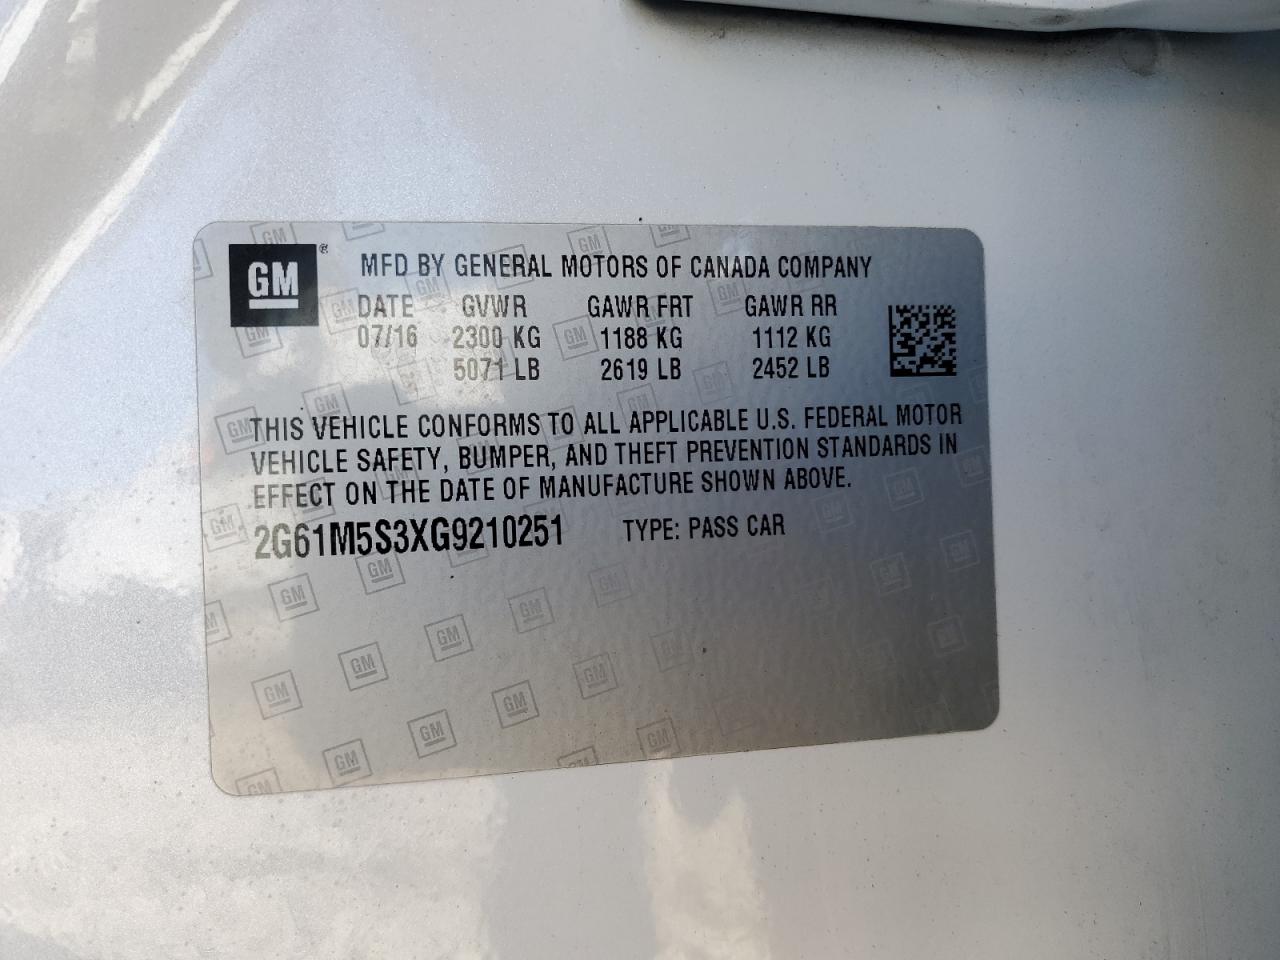 GM ®
MFD BY GENERAL MOTORS OF CANADA COMPANY
DATE GVWR GAWR FRT GAWR RR
07/16 2300 KG 1188 KG 1112 KG
5071 LB 2619 LB 2452 LB
THIS VEHICLE CONFORMS TO ALL APPLICABLE U.S. FEDERAL MOTOR
VEHICLE SAFETY, BUMPER, AND THEFT PREVENTION STANDARDS IN
EFFECT ON THE DATE OF MANUFACTURE SHOWN ABOVE.
2G61M5S3XG9210251 TYPE: PASS CAR